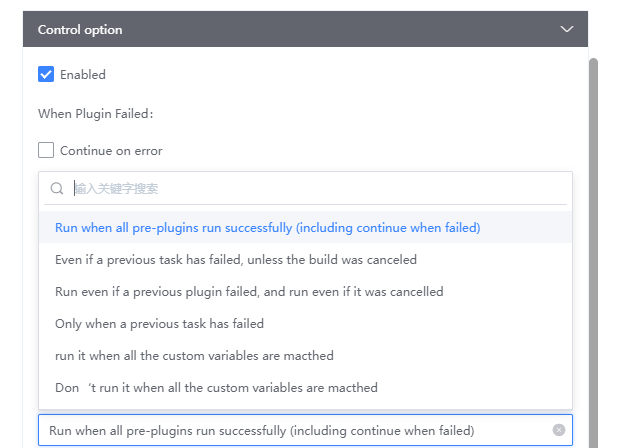 Control option
Enabled
When Plugin Failed：
Continue on error
输入关键字搜索
Run when all pre-plugins run successfully (including continue when failed)
Even if a previous task has failed, unless the build was canceled
Run even if a previous plugin failed, and run even if it was cancelled
Only when a previous task has failed
run it when all the custom variables are macthed
Don‘t run it when all the custom variables are macthed
Run when all pre-plugins run successfully (including continue when failed)